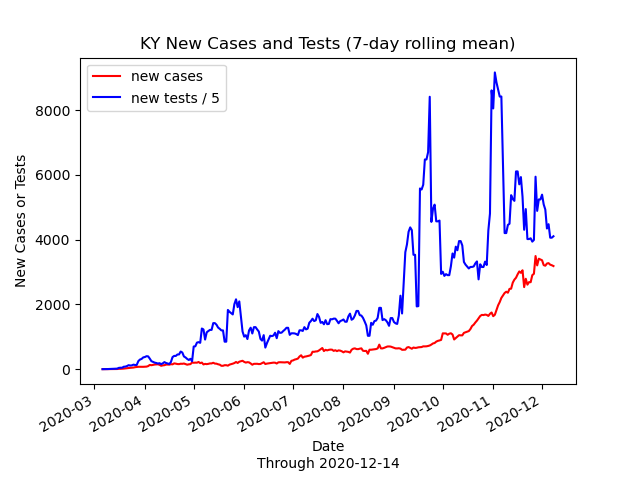 KY New Cases and Tests (7-day rolling mean)
new cases
new tests / 5
New Cases or Tests
8000
6000
4000
2000
0
2020-03
2020-04
2020-05
2020-06
2020-07
2020-08
2020-09
2020-10
2020-11
2020-12
Date
Through 2020-12-14